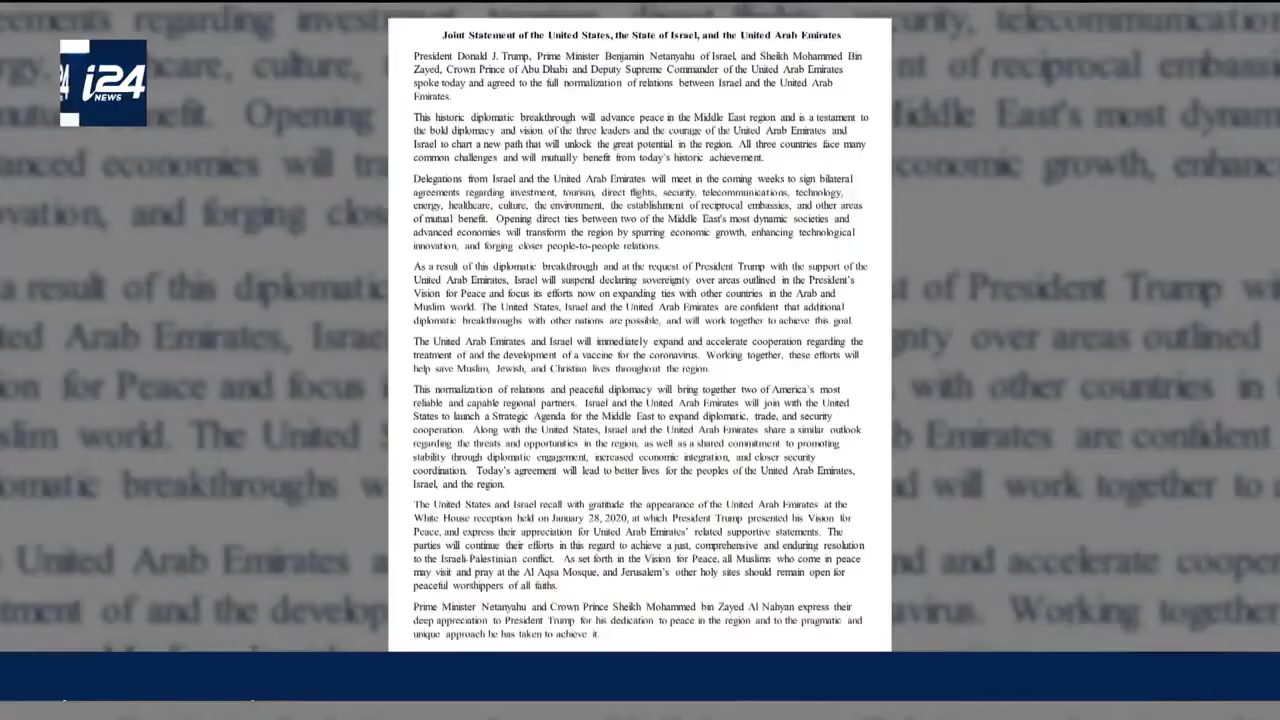 i24
NEWS
Joint Statement of the United States, the State of Israel, and the United Arab Emirates
President Donald J. Trump, Prime Minister Benjamin Netanyahu of Israel, and Sheikh Mohammed Bin
Zayed, Crown Prince of Abu Dhabi and Deputy Supreme Commander of the United Arab Emirates
spoke today and agreed to the full normalization of relations between Israel and the United Arab
Emirates.
This historic diplomatic breakthrough will advance peace in the Middle East region and is a testament to
the bold diplomacy and vision of the three leaders and the courage of the United Arab Emirates and
Israel to chart a new path that will unlock the great potential in the region. All three countries face many
common challenges and will mutually benefit from today's historic achievement.
Delegations from Israel and the United Arab Emirates will meet in the coming weeks to sign bilateral
agreements regarding investment, tourism, direct flights, security, telecommunications, technology,
energy, healthcare, culture, the environment, the establishment of reciprocal embassies, and other areas
of mutual benefit. Opening direct ties between two of the Middle East's most dynamic societies and
advanced economies will transform the region by spurring economic growth, enhancing technological
innovation, and forging closer people-to-people relations.
As a result of this diplomatic breakthrough and at the request of President Trump with the support of the
United Arab Emirates, Israel will suspend declaring sovereignty over areas outlined in the President's
Vision for Peace and focus its efforts now on expanding ties with other countries in the Arab and
Muslim world. The United States, Israel and the United Arab Emirates are confident that additional
diplomatic breakthroughs with other nations are possible, and will work together to achieve this goal.
The United Arab Emirates and Israel will immediately expand and accelerate cooperation regarding the
treatment of and the development of a vaccine for the coronavirus. Working together, these efforts will
help save Muslim, Jewish, and Christian lives throughout the region.
This normalization of relations and peaceful diplomacy will bring together two of America's most
reliable and capable regional partners. Israel and the United Arab Emirates will join with the United
States to launch a Strategic Agenda for the Middle East to expand diplomatic, trade, and security
cooperation. Along with the United States, Israel and the United Arab Emirates share a similar outlook
regarding the threats and opportunities in the region, as well as a shared commitment to promoting
stability through diplomatic engagement, increased economic integration, and closer security
coordination. Today's agreement will lead to better lives for the peoples of the United Arab Emirates,
Israel, and the region.
The United States and Israel recall with gratitude the appearance of the United Arab Emirates at the
White House reception held on January 28, 2020, at which President Trump presented his Vision for
Peace, and express their appreciation for United Arab Emirates' related supportive statements. The
parties will continue their efforts in this regard to achieve a just, comprehensive and enduring resolution
to the Israeli-Palestinian conflict. As set forth in the Vision for Peace, all Muslims who come in peace
may visit and pray at the Al Aqsa Mosque, and Jerusalem's other holy sites should remain open for
peaceful worshippers of all faiths.
Prime Minister Netanyahu and Crown Prince Sheikh Mohammed bin Zayed Al Nahyan express their
deep appreciation to President Trump for his dedication to peace in the region and to the pragmatic and
unique approach he has taken to achieve it.